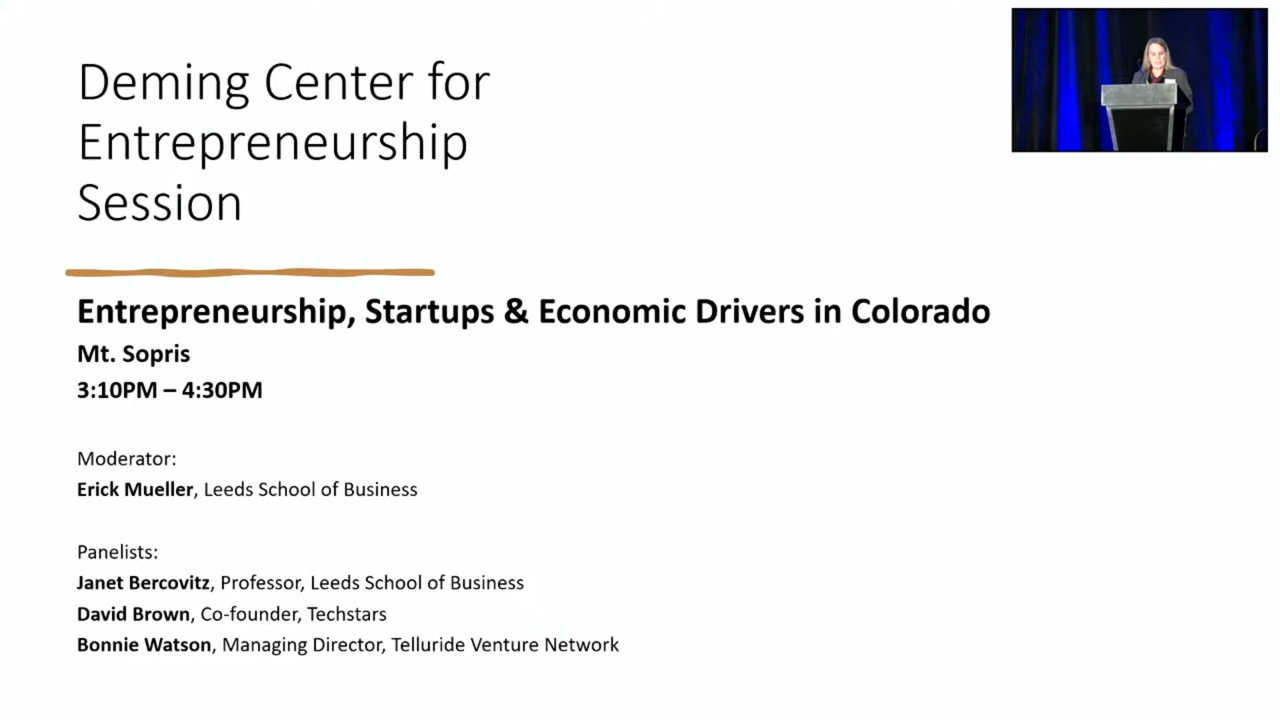 Deming Center for
Entrepreneurship
Session
Entrepreneurship, Startups & Economic Drivers in Colorado
Mt. Sopris
3:10PM – 4:30PM
Moderator:
Erick Mueller, Leeds School of Business
Panelists:
Janet Bercovitz, Professor, Leeds School of Business
David Brown, Co-founder, Techstars
Bonnie Watson, Managing Director, Telluride Venture Network